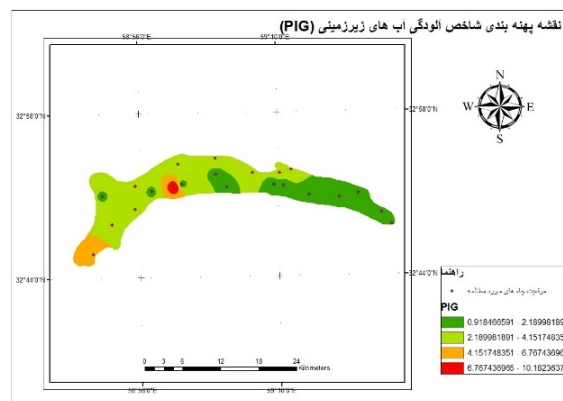 نقشه پهنه بندی شاخص آلودگی آب های زیرزمینی (PIG)
58°56'0"E
59°10'0"E
N
W
E
S
32°58'0"N
32°58'0"N
32°44'0"N
32°44'0"N
راهنما
موقعیت چاه های مورد مطالعه
PIG
0.918466591 - 2.18998189
2.189981891 - 4.15174835
4.151748351 - 6.76743696
6.767436965 - 10.1823637
0 1.5 3 6 12 18 24
Kilometers
58°56'0"E
59°10'0"E